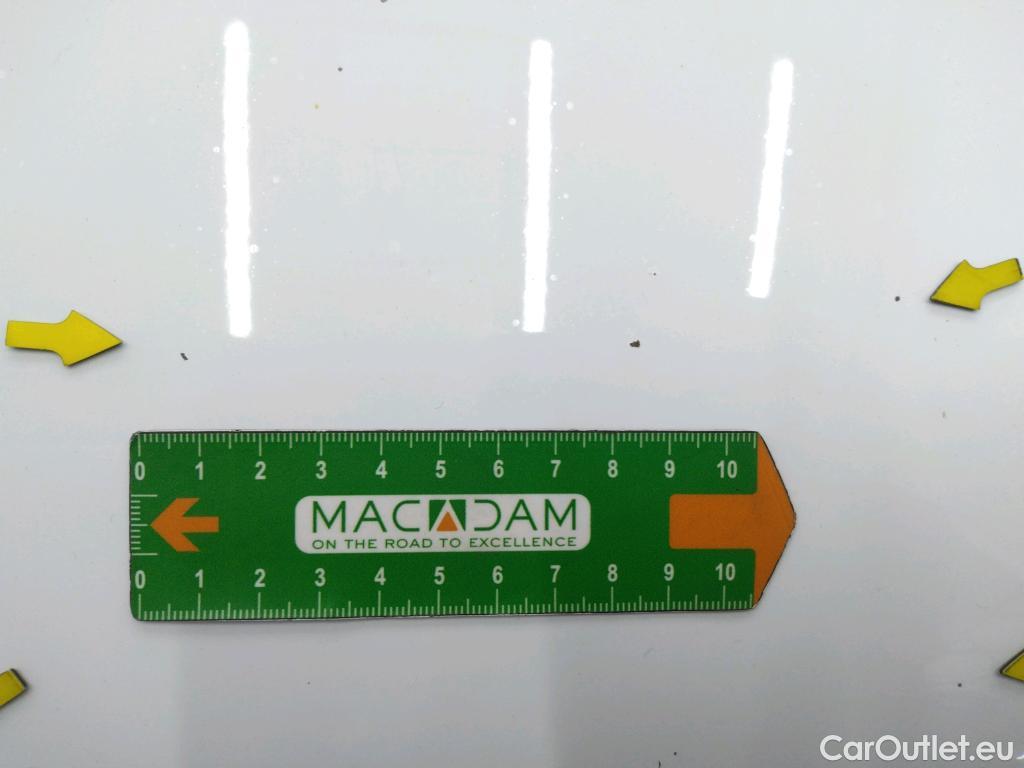 0 1 2 3 4 5 6 7 8 9 10
MACADAM
ON THE ROAD TO EXCELLENCE
0 1 2 3 4 5 6 7 8 9 10
CarOutlet.eu